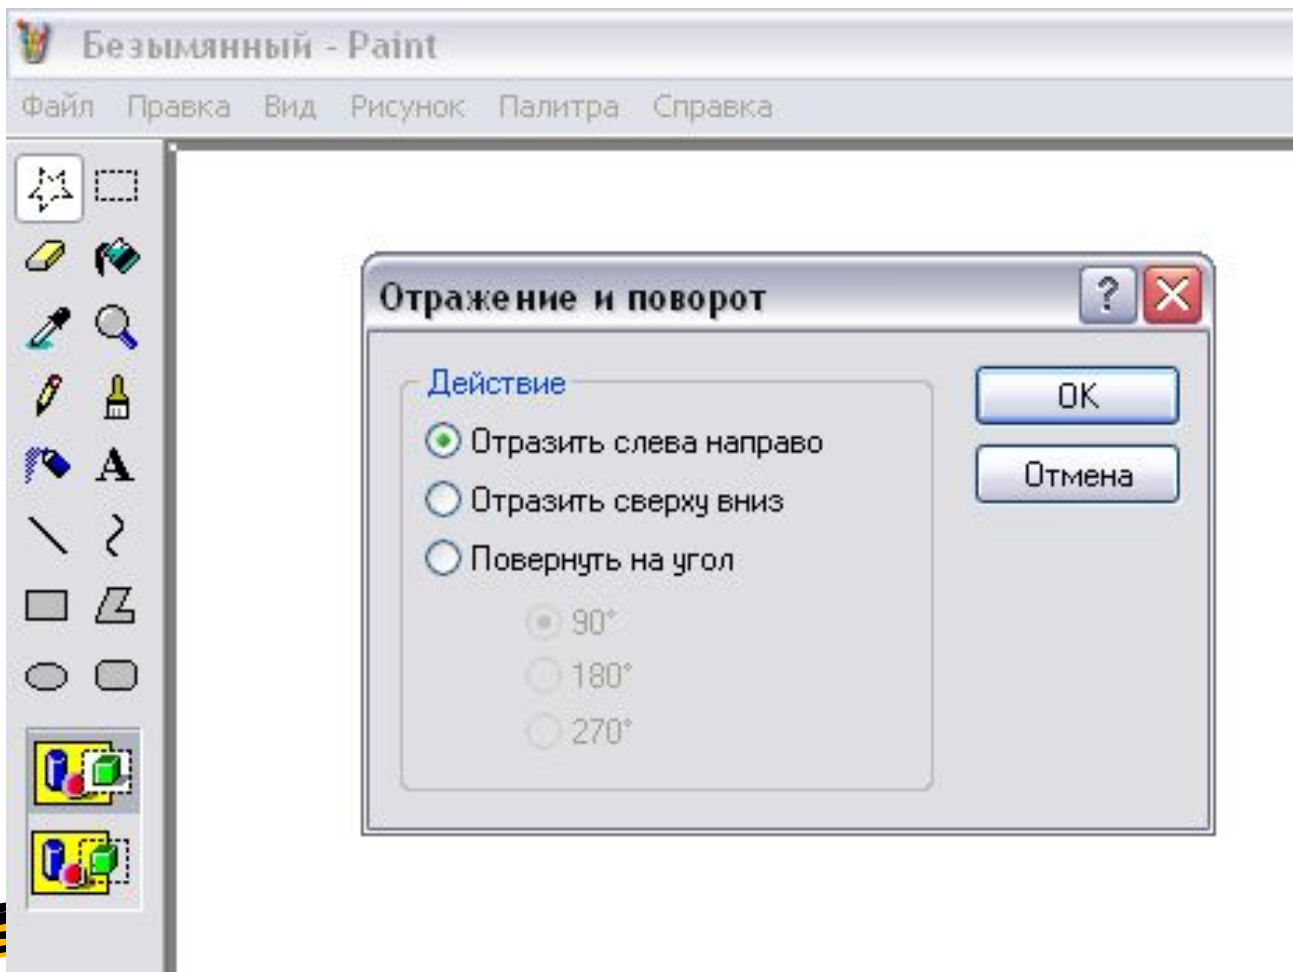 Безымянный - Paint
Файл Правка Вид Рисунок Палитра Справка
A
Отражение и поворот ?
Действие
Отразить слева направо
Отразить сверху вниз
Повернуть на угол
90°
180°
270°
OK
Отмена